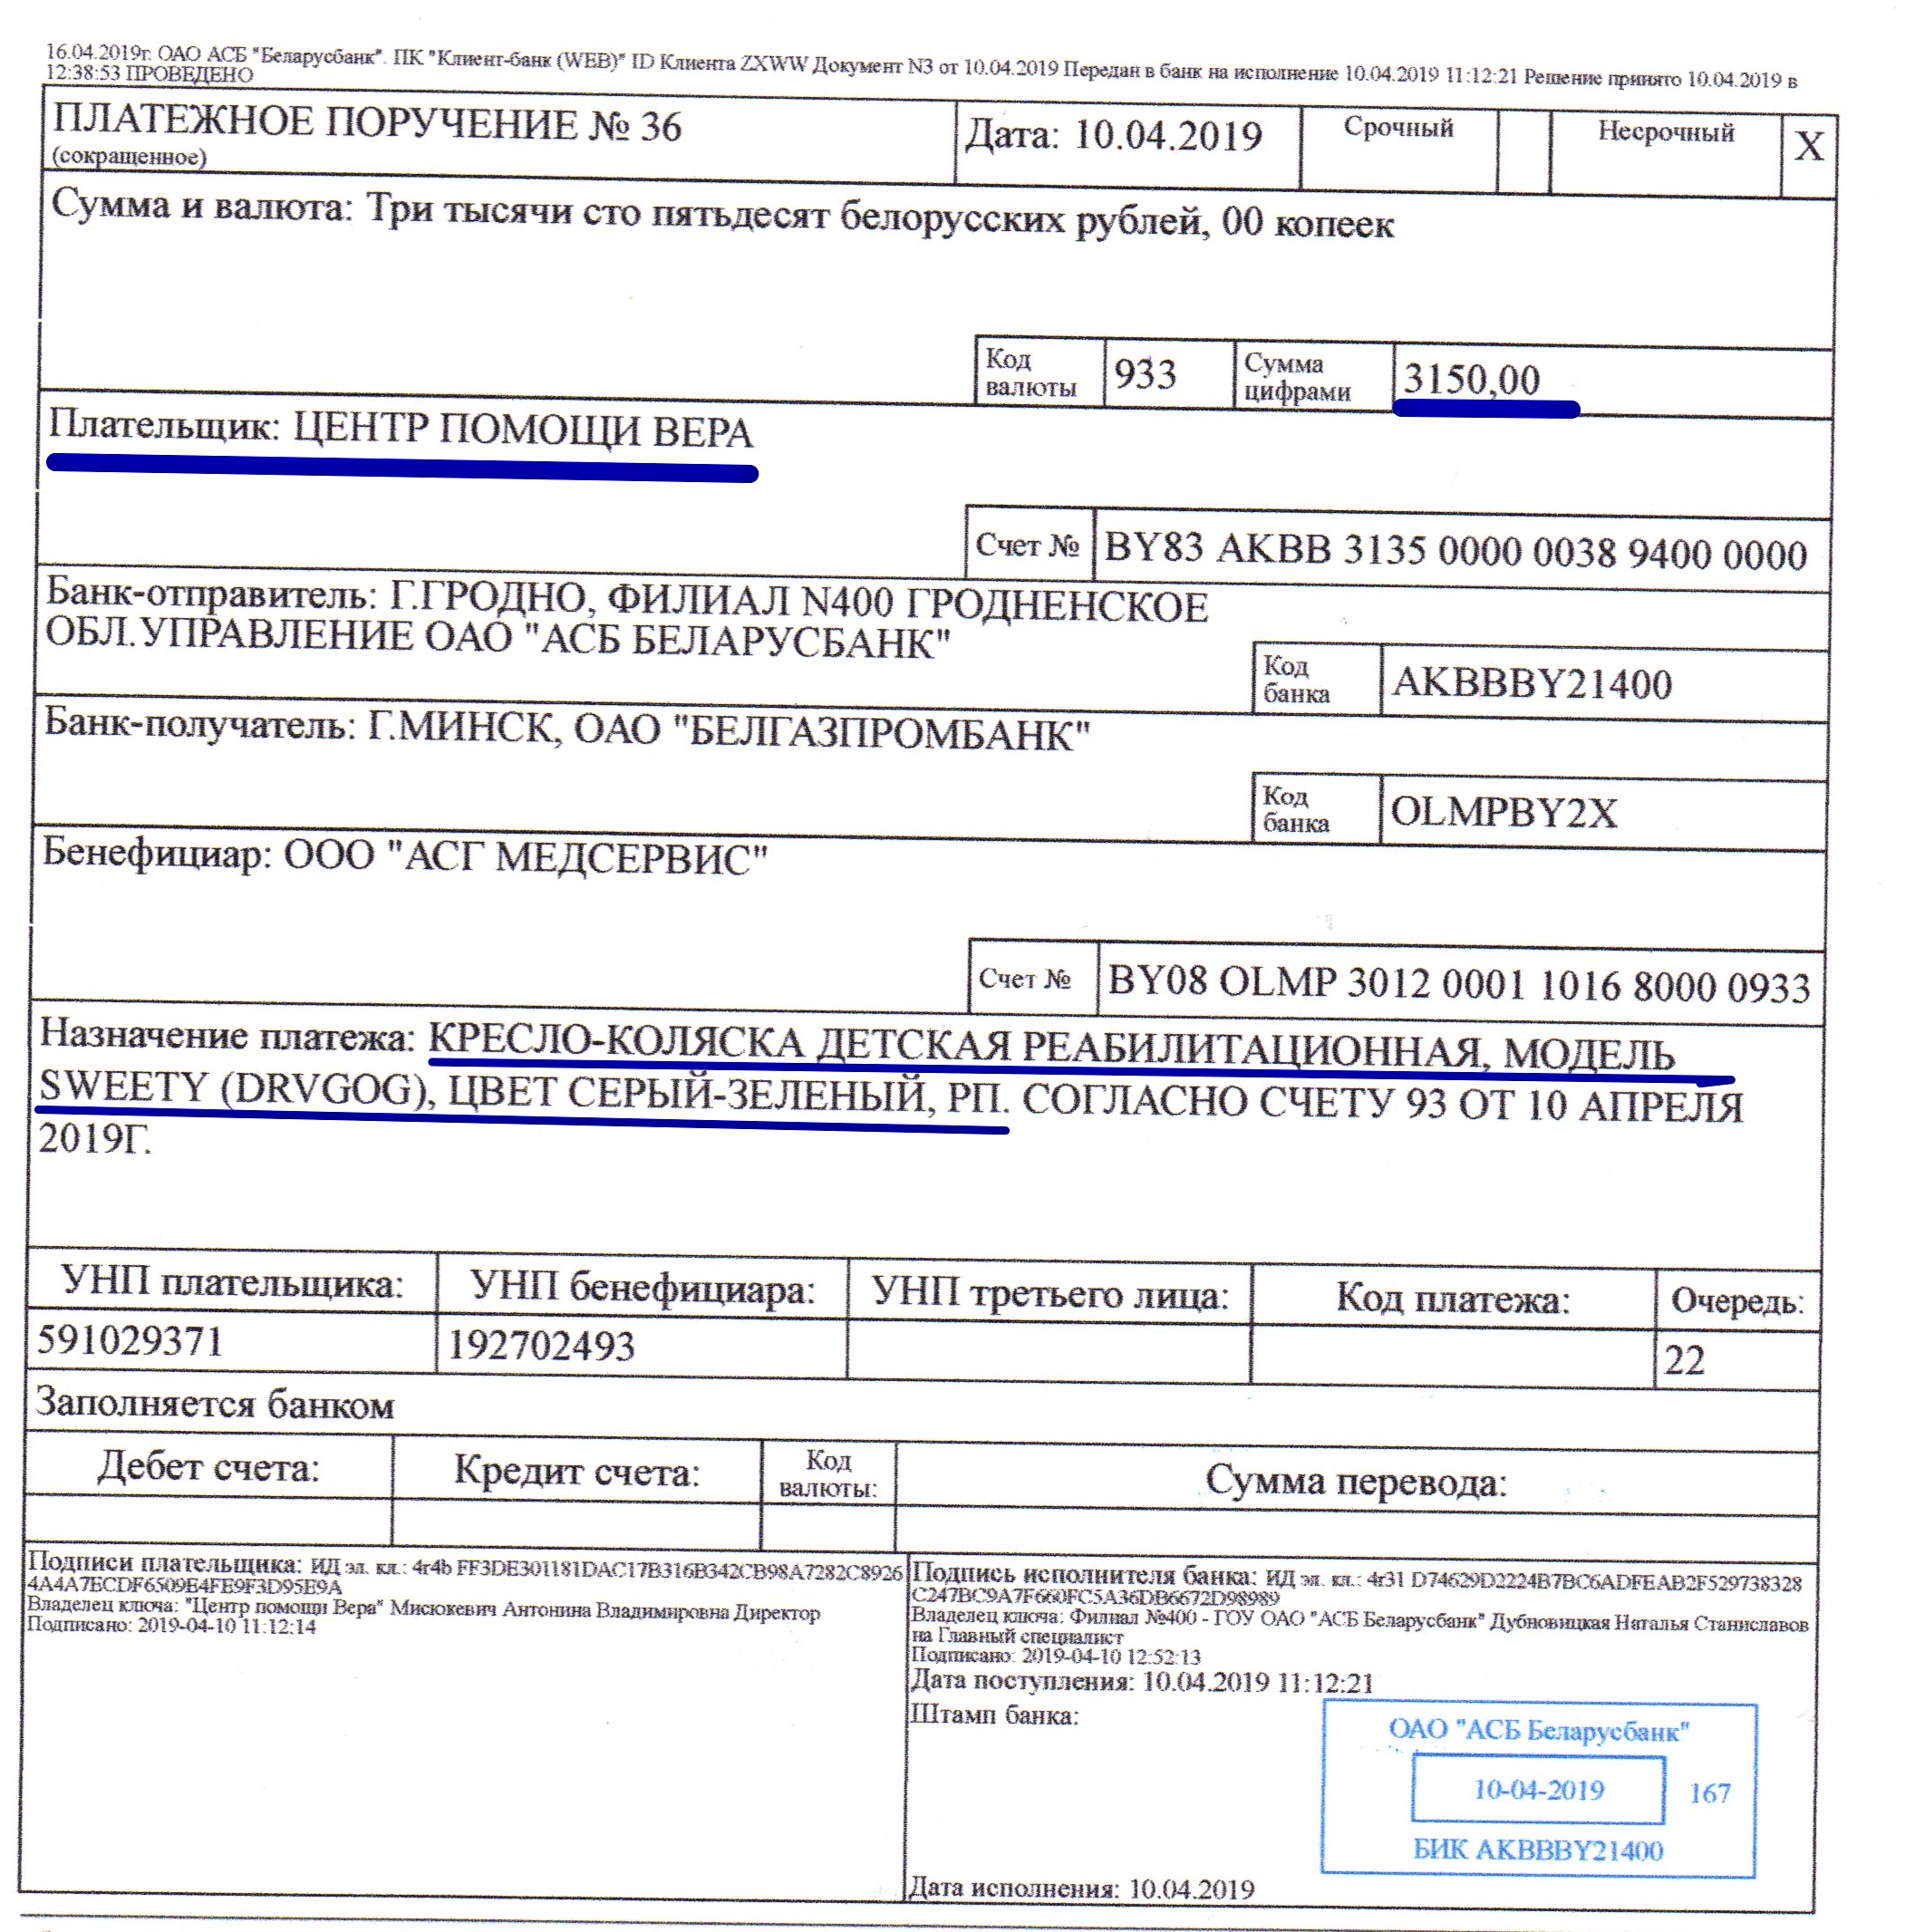 16.04.2019г. ОАО АСБ "Беларусбанк". ПК "Клиент-банк (WEB)" ID Клиента ZXWW Документ N3 от 10.04.2019 Передан в банк на исполнение 10.04.2019 11:12:21 Решение принято 10.04.2019 в
12:38:53 ПРОВЕДЕНО
ПЛАТЕЖНОЕ ПОРУЧЕНИЕ № 36
(сокращенное)
Дата: 10.04.2019
Срочный
Несрочный
X
Сумма и валюта: Три тысячи сто пятьдесят белорусских рублей, 00 копеек
Код валюты
933
Сумма цифрами
3150,00
Плательщик: ЦЕНТР ПОМОЩИ ВЕРА
Счет №
BY83 AKBB 3135 0000 0038 9400 0000
Банк-отправитель: Г.ГРОДНО, ФИЛИАЛ N400 ГРОДНЕНСКОЕ
ОБЛ.УПРАВЛЕНИЕ ОАО "АСБ БЕЛАРУСБАНК"
Код банка
AKBBBY21400
Банк-получатель: Г.МИНСК, ОАО "БЕЛГАЗПРОМБАНК"
Код банка
OLMPBY2X
Бенефициар: ООО "АСГ МЕДСЕРВИС"
Счет №
BY08 OLMP 3012 0001 1016 8000 0933
Назначение платежа: КРЕСЛО-КОЛЯСКА ДЕТСКАЯ РЕАБИЛИТАЦИОННАЯ, МОДЕЛЬ
SWEETY (DRVGOG), ЦВЕТ СЕРЫЙ-ЗЕЛЕНЫЙ, РП. СОГЛАСНО СЧЕТУ 93 ОТ 10 АПРЕЛЯ
2019Г.
УНП плательщика: УНП бенефициара: УНП третьего лица: Код платежа: Очередь:
591029371 192702493 22
Заполняется банком
Дебет счета: Кредит счета: Код валюты: Сумма перевода:
Подписи плательщика: ИД эл. кл.: 4r4b FF3DE301181DAC17B316B342CB98A7282C8926
4A4A7ECDF6509E4FE9F3D95E9A
Владелец ключа: "Центр помощи Вера" Мисюкевич Антонина Владимировна Директор
Подписано: 2019-04-10 11:12:14
Подпись исполнителя банка: ИД эл. кл.: 4r31 D74629D2224B7BC6ADFEAB2F529738328
C247BC9A7F660FC5A36DB6672D98989
Владелец ключа: Филиал №400 - ГОУ ОАО "АСБ Беларусбанк" Дубновицкая Наталья Станиславов
на Главный специалист
Подписано: 2019-04-10 12:52:13
Дата поступления: 10.04.2019 11:12:21
Штамп банка:
ОАО "АСБ Беларусбанк"
10-04-2019 167
БИК AKBBBY21400
Дата исполнения: 10.04.2019